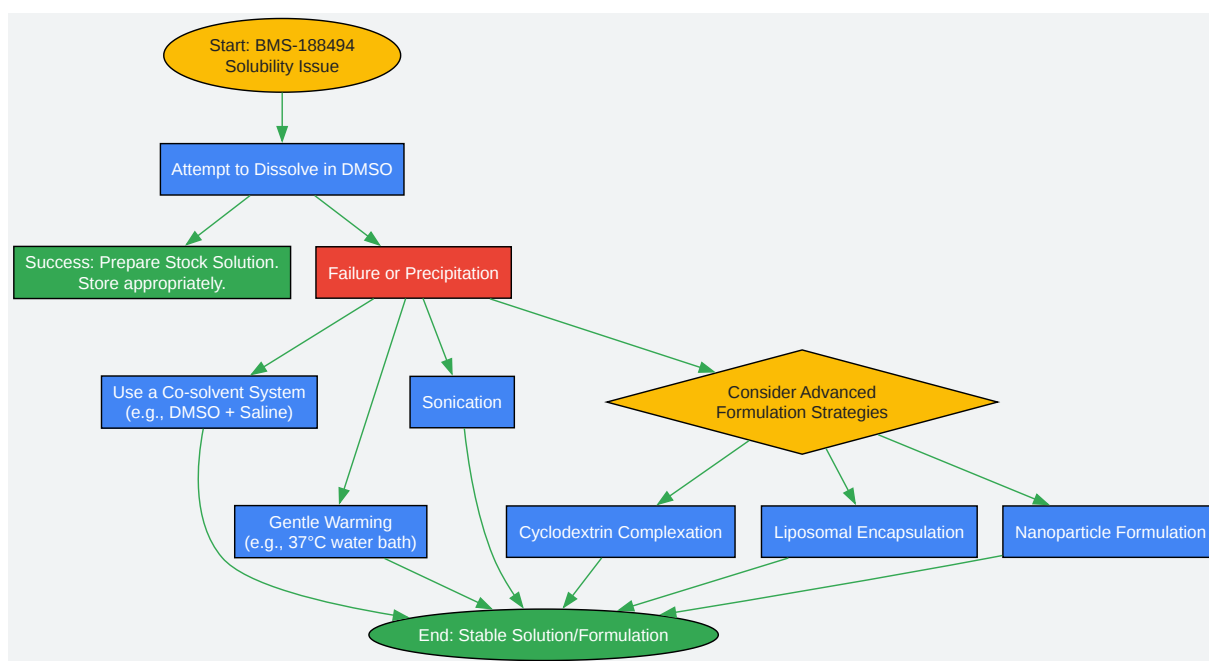 Start: BMS-188494
Solubility Issue
Attempt to Dissolve in DMSO
Success: Prepare Stock Solution.
Store appropriately.
Failure or Precipitation
Use a Co-solvent System
(e.g., DMSO + Saline)
Sonication
Consider Advanced
Formulation Strategies
Gentle Warming
(e.g., 37°C water bath)
Cyclodextrin Complexation
Liposomal Encapsulation
Nanoparticle Formulation
End: Stable Solution/Formulation